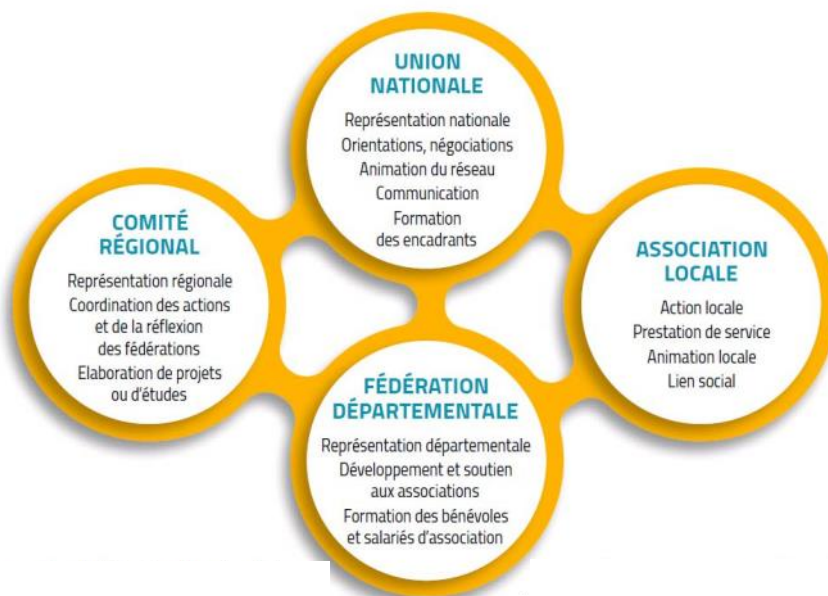 UNION
NATIONALE
Représentation nationale
Orientations, négociations
Animation du réseau
Communication
Formation
des encadrants
COMITÉ
RÉGIONAL
Représentation régionale
Coordination des actions
et de la réflexion
des fédérations
Elaboration de projets
ou d'études
ASSOCIATION
LOCALE
Action locale
Prestation de service
Animation locale
Lien social
FÉDÉRATION
DÉPARTEMENTALE
Représentation départementale
Développement et soutien
aux associations
Formation des bénévoles
et salariés d'association